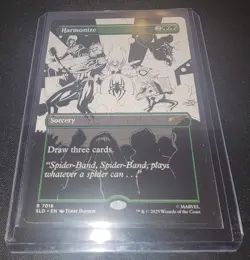 Harmonize
Sorcery
Draw three cards.
"Spider-Band, Spider-Band, plays
whatever a spider can . . ."
R 7016
SLD • EN
™ & © 2025 Wizards of the Coast
© MARVEL